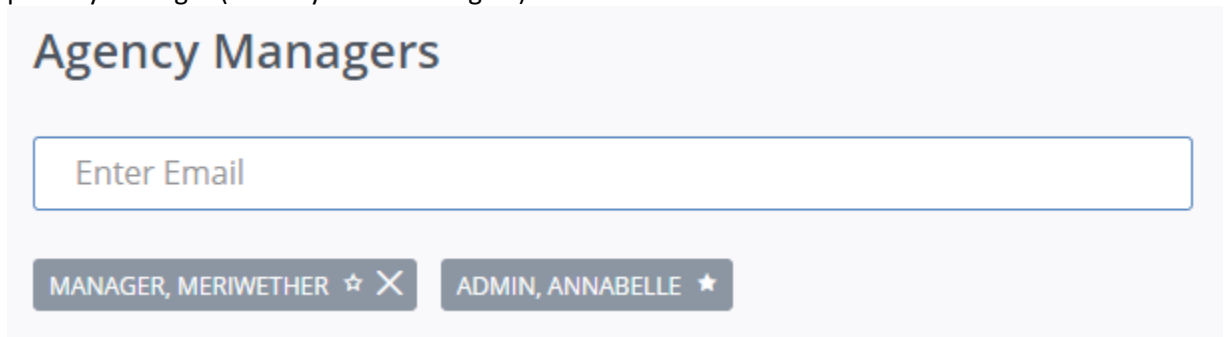 Agency Managers
Enter Email
MANAGER, MERIWETHER ☆ ✕ ADMIN, ANNABELLE ★